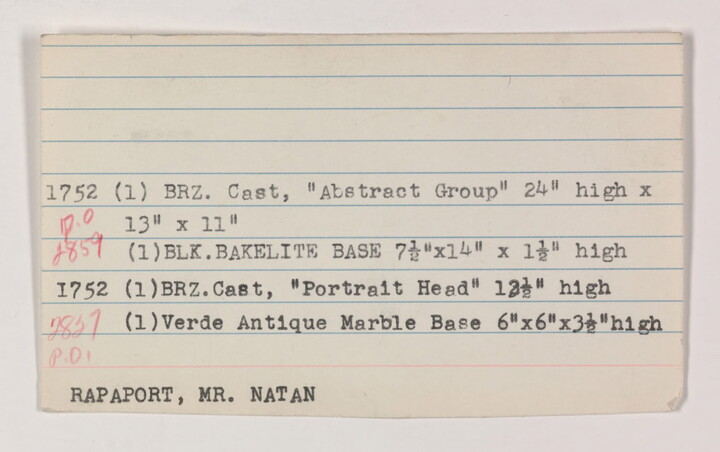 1752 (1) BRZ. Cast, "Abstract Group" 24" high x
P.O 13" x 11"
2859 (1)BLK.BAKELITE BASE 7½"x14" x 1½" high
1752 (1)BRZ.Cast, "Portrait Head" 12½" high
2857 (1)Verde Antique Marble Base 6"x6"x3½"high
P.O.
RAPAPORT, MR. NATAN